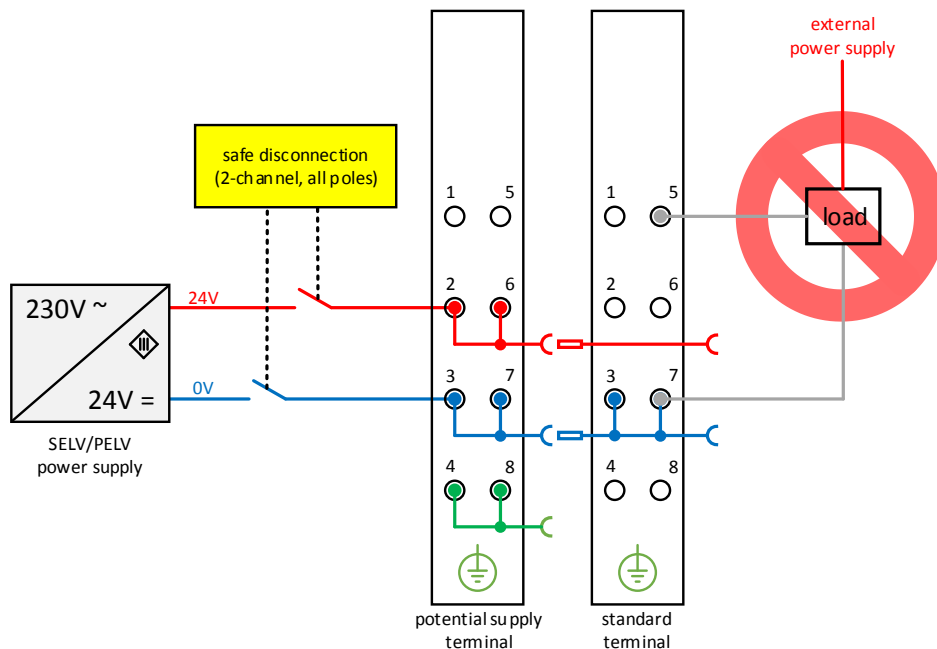 external
power supply
safe disconnection
(2-channel, all poles)
1
5
1
5
load
230V ~
24V
2
6
2
6
24V =
0V
3
7
3
7
SELV/PELV
power supply
4
8
4
8
potential supply
terminal
standard
terminal